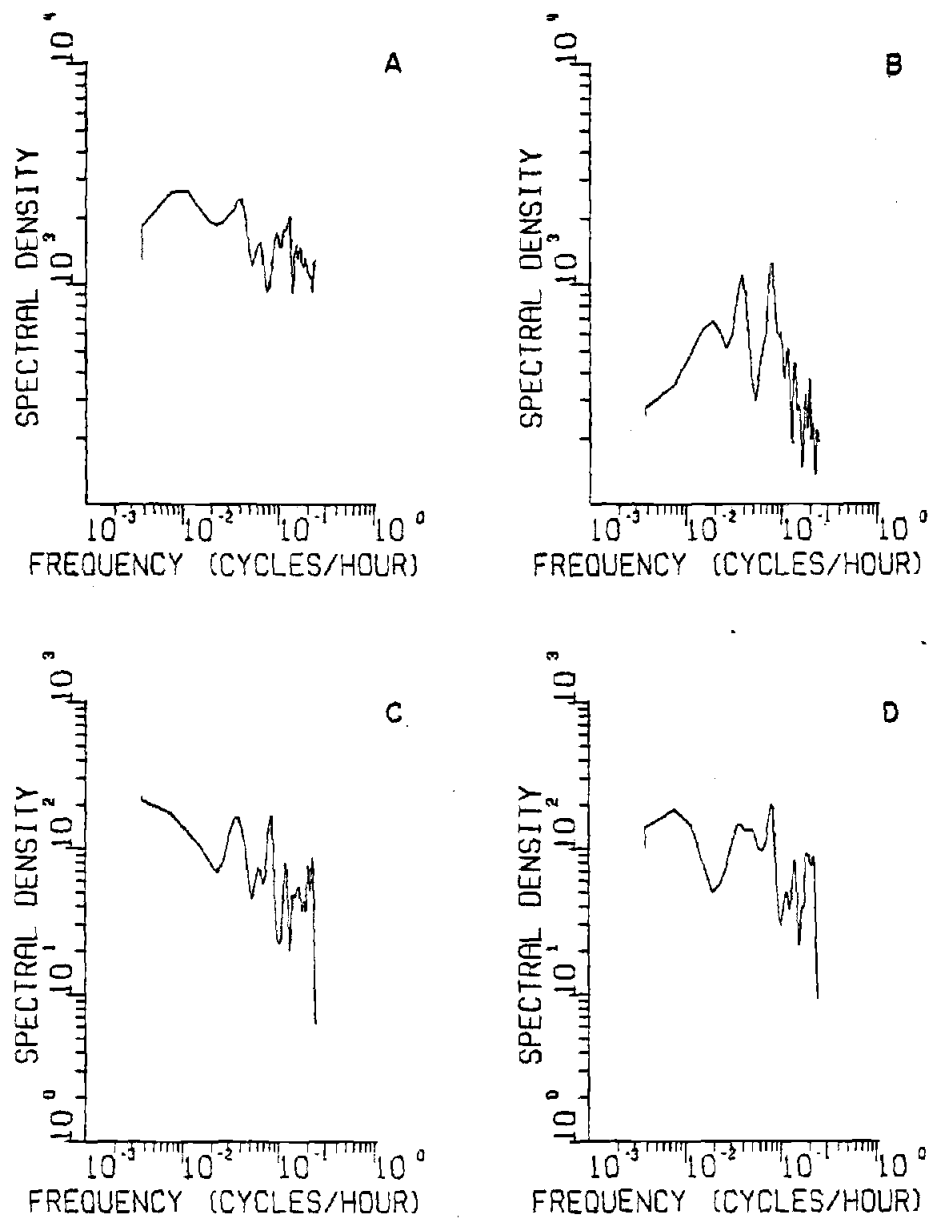 A
10⁴
10³
SPECTRAL DENSITY
10⁻³ 10⁻² 10⁻¹ 10⁰
FREQUENCY (CYCLES/HOUR)
B
10⁴
10³
SPECTRAL DENSITY
10⁻³ 10⁻² 10⁻¹ 10⁰
FREQUENCY (CYCLES/HOUR)
C
10³
10²
10¹
10⁰
SPECTRAL DENSITY
10⁻³ 10⁻² 10⁻¹ 10⁰
FREQUENCY (CYCLES/HOUR)
D
10³
10²
10¹
10⁰
SPECTRAL DENSITY
10⁻³ 10⁻² 10⁻¹ 10⁰
FREQUENCY (CYCLES/HOUR)